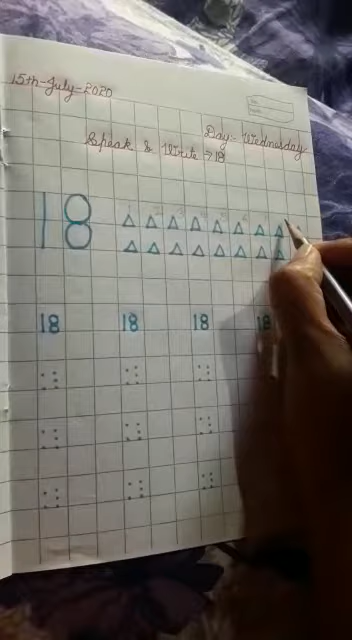 15th-July-2020
Day- Wednesday
Speak & Write → 18
18
18 18 18 18